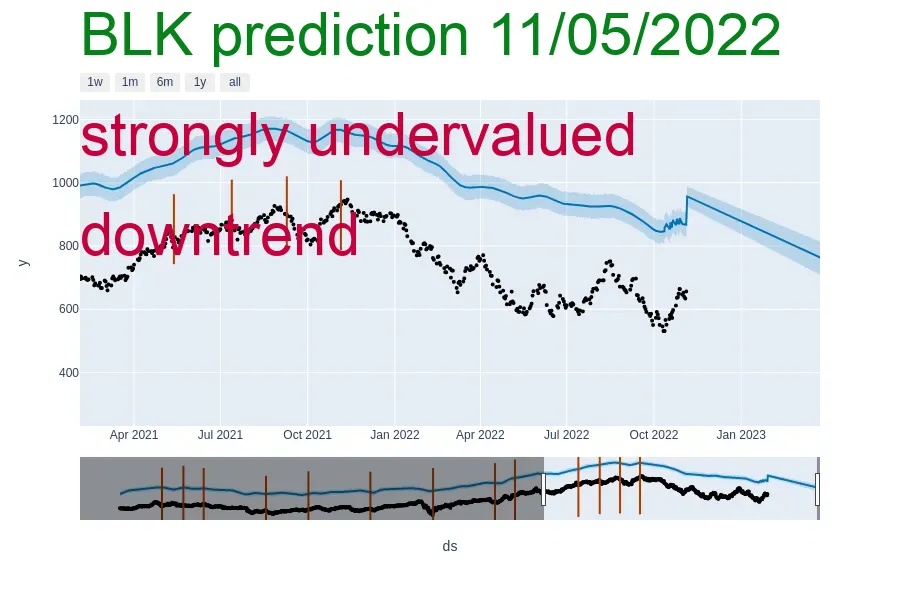 BLK prediction 11/05/2022
1w 1m 6m 1y all
strongly undervalued
downtrend
1200
1000
800
600
400
y
Apr 2021 Jul 2021 Oct 2021 Jan 2022 Apr 2022 Jul 2022 Oct 2022 Jan 2023
ds